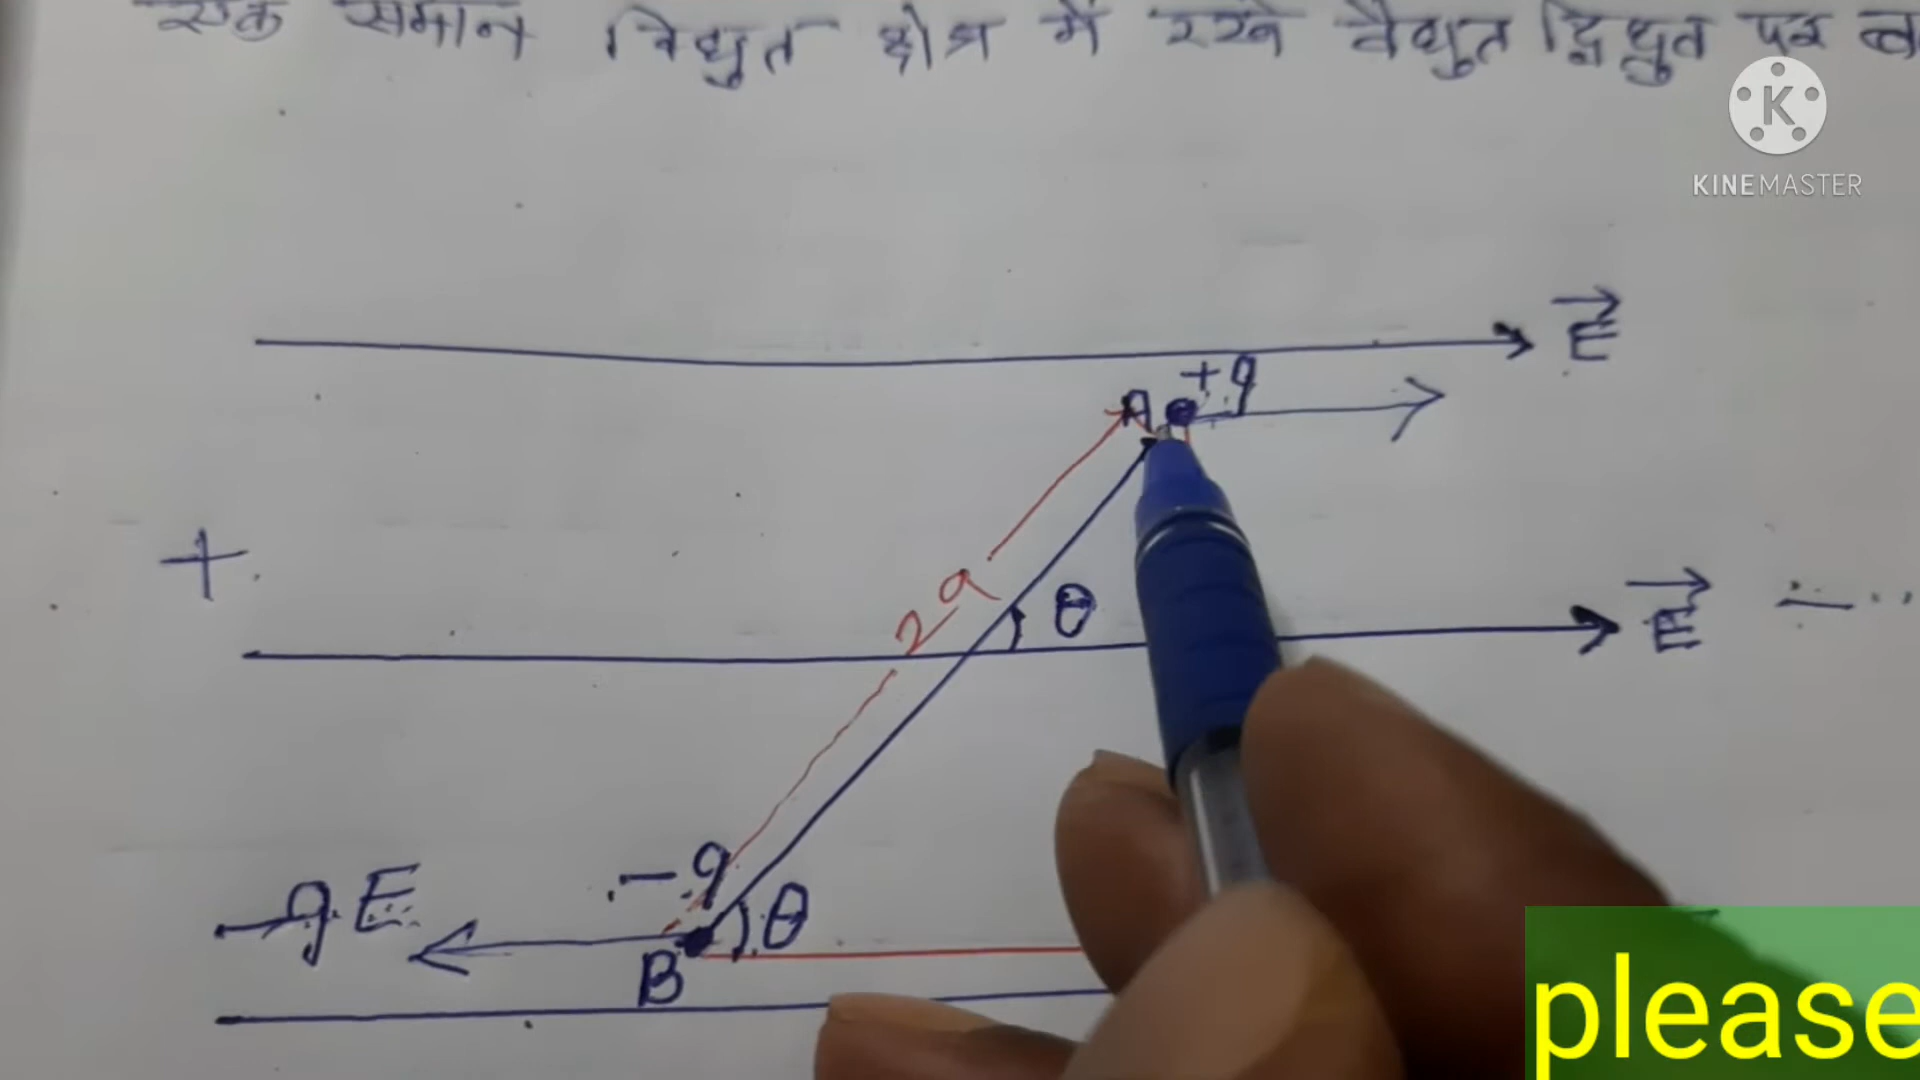 एक समान विद्युत क्षेत्र में रखे वैद्युत द्विध्रुव पर
KINEMASTER
E
A +q
2a
θ
+
E
-qE
-q
θ
B
please